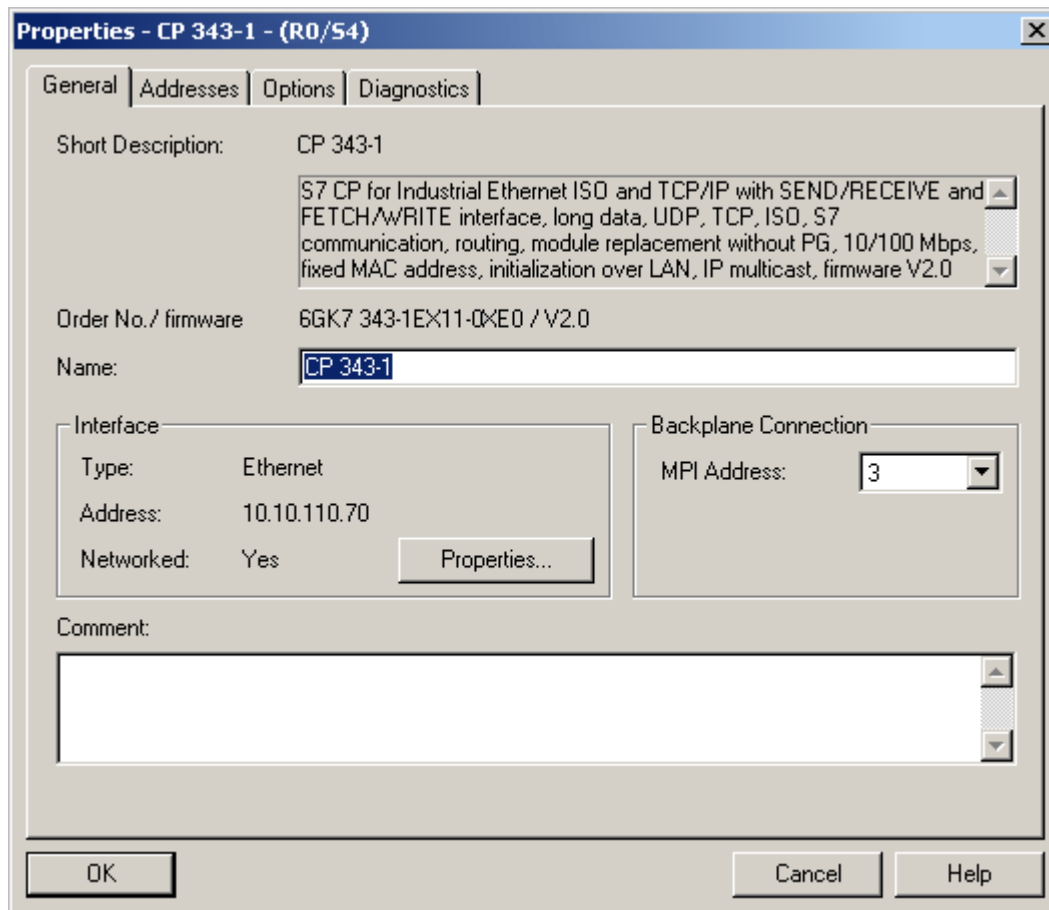 Properties - CP 343-1 - (R0/S4)
General Addresses Options Diagnostics
Short Description: CP 343-1
S7 CP for Industrial Ethernet ISO and TCP/IP with SEND/RECEIVE and
FETCH/WRITE interface, long data, UDP, TCP, ISO, S7
communication, routing, module replacement without PG, 10/100 Mbps,
fixed MAC address, initialization over LAN, IP multicast, firmware V2.0
Order No./ firmware 6GK7 343-1EX11-0XE0 / V2.0
Name: CP 343-1
Interface
Type: Ethernet
Address: 10.10.110.70
Networked: Yes Properties...
Backplane Connection
MPI Address: 3
Comment:
OK Cancel Help